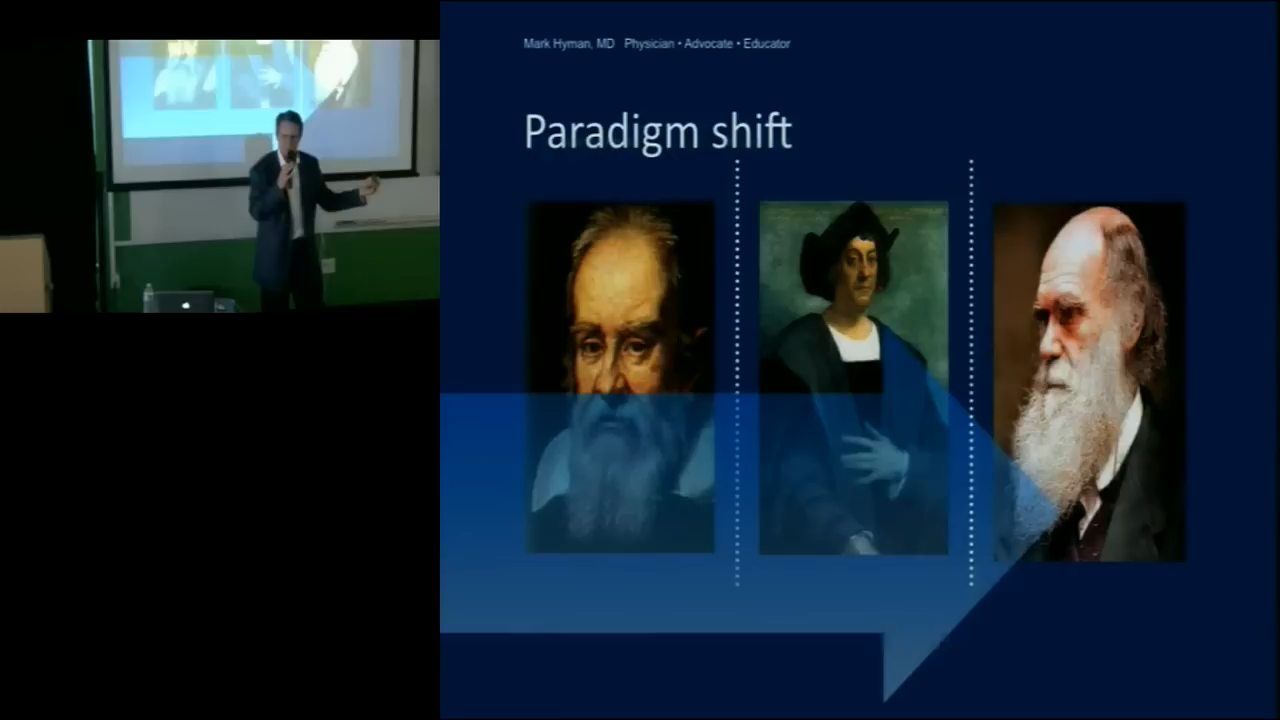 Mark Hyman, MD Physician • Advocate • Educator
Paradigm shift